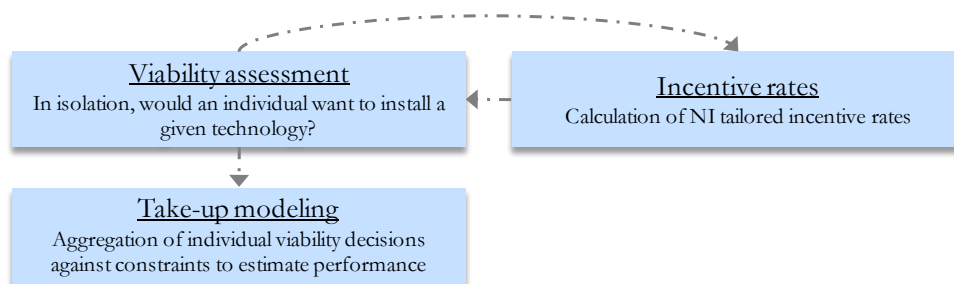 Viability assessment
In isolation, would an individual want to install a
given technology?
Incentive rates
Calculation of NI tailored incentive rates
Take-up modeling
Aggregation of individual viability decisions
against constraints to estimate performance